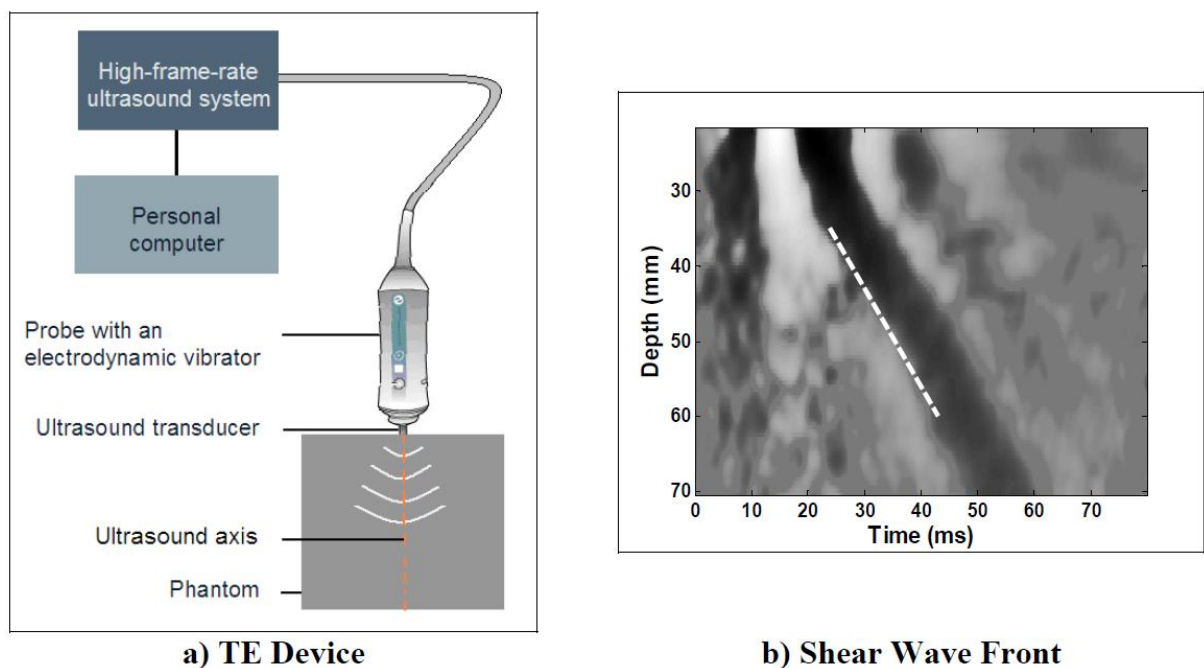 High-frame-rate
ultrasound system
Personal
computer
Probe with an
electrodynamic vibrator
Ultrasound transducer
Ultrasound axis
Phantom
a) TE Device
Depth (mm)
30
40
50
60
70
0 10 20 30 40 50 60 70
Time (ms)
b) Shear Wave Front